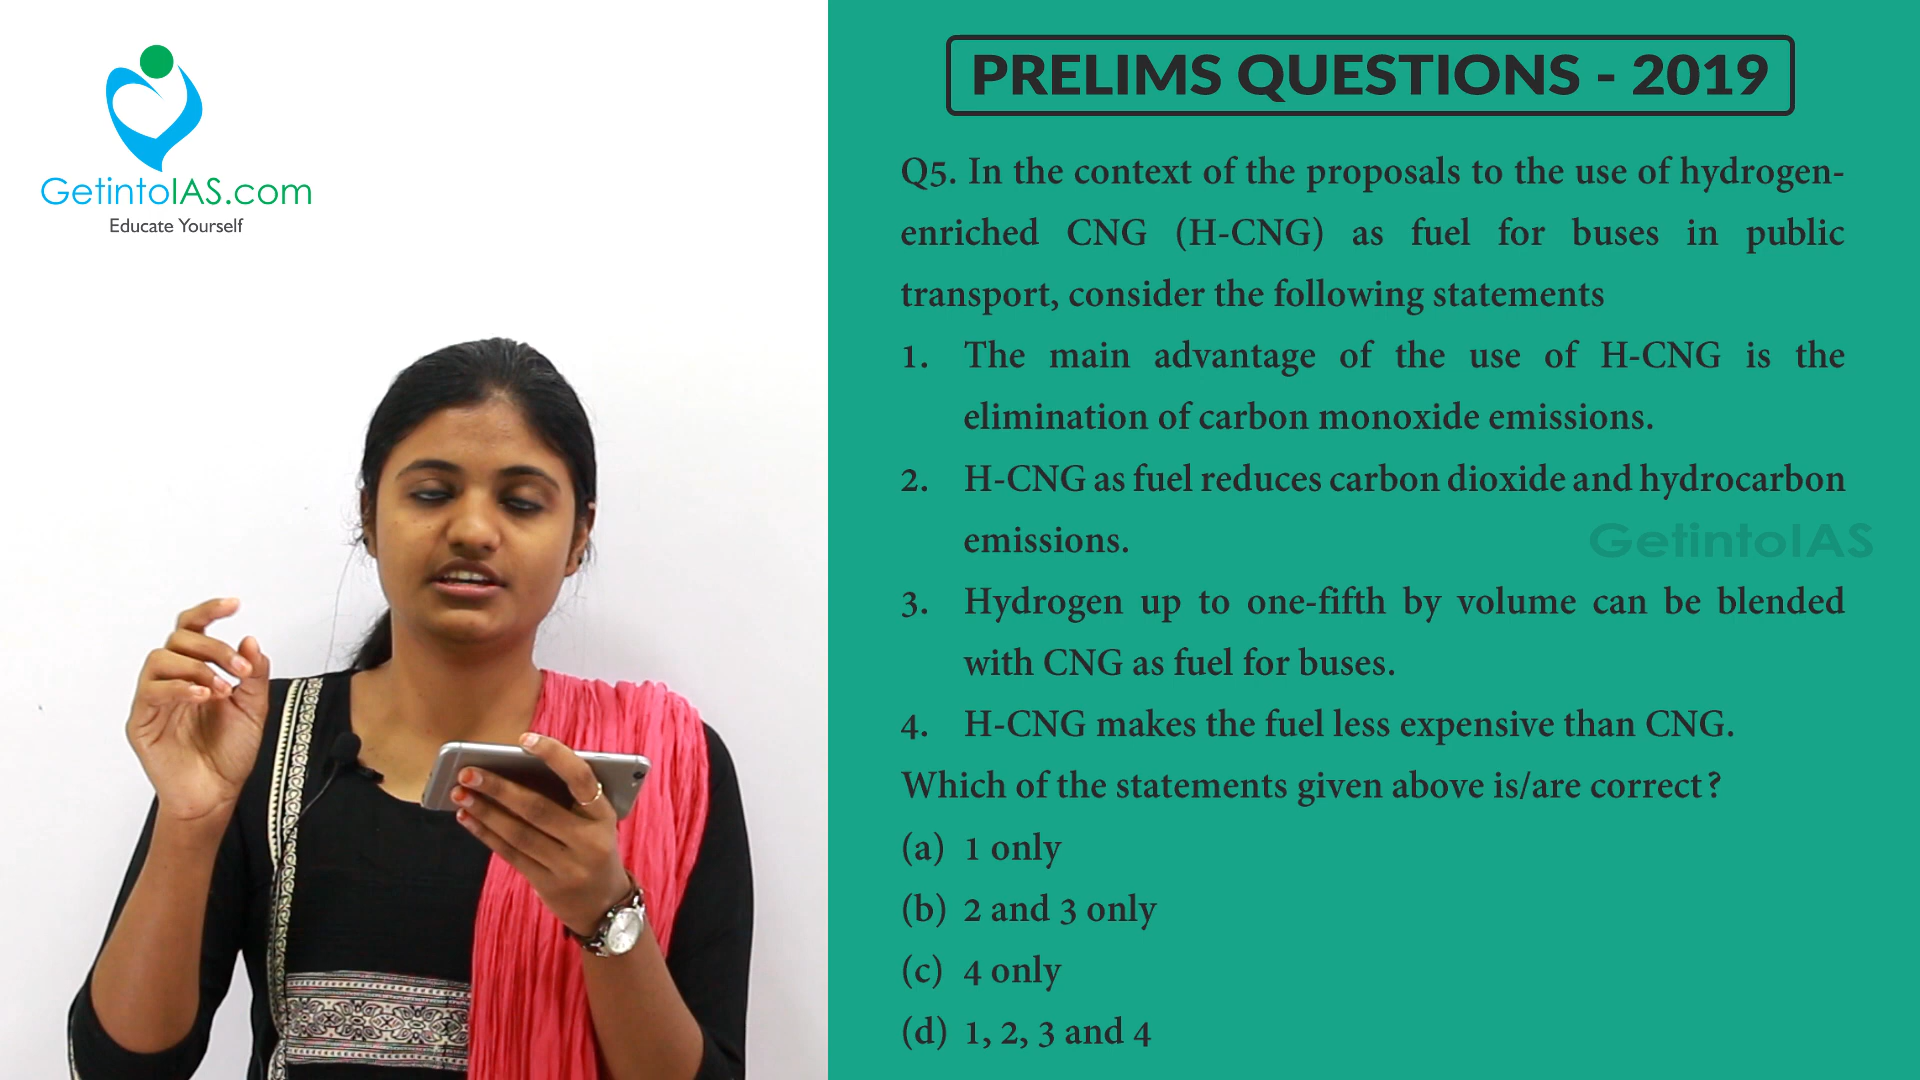 GetintoIAS.com
Educate Yourself
PRELIMS QUESTIONS - 2019
Q5. In the context of the proposals to the use of hydrogen-
enriched CNG (H-CNG) as fuel for buses in public
transport, consider the following statements
1. The main advantage of the use of H-CNG is the
elimination of carbon monoxide emissions.
2. H-CNG as fuel reduces carbon dioxide and hydrocarbon
emissions.
GetintoIAS
3. Hydrogen up to one-fifth by volume can be blended
with CNG as fuel for buses.
4. H-CNG makes the fuel less expensive than CNG.
Which of the statements given above is/are correct?
(a) 1 only
(b) 2 and 3 only
(c) 4 only
(d) 1, 2, 3 and 4